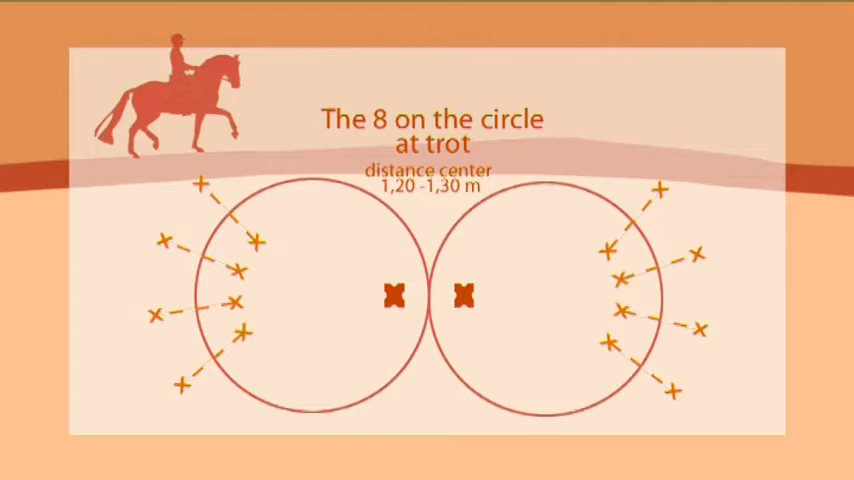 The 8 on the circle
at trot
distance center
1,20 -1,30 m